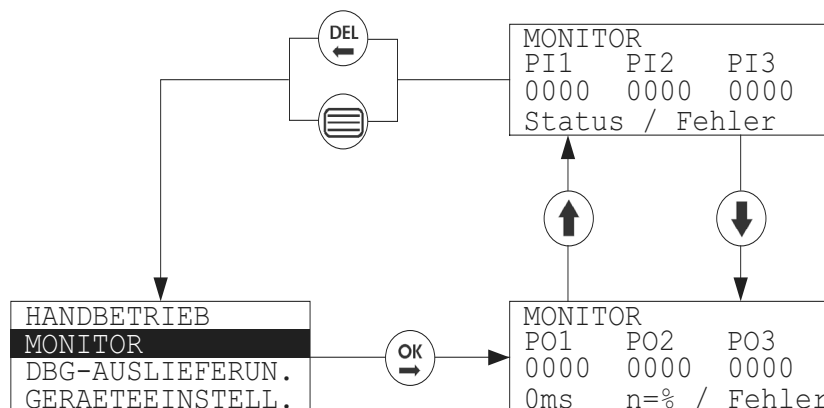 DEL
MONITOR
PI1 PI2 PI3
0000 0000 0000
Status / Fehler
HANDBETRIEB
MONITOR
DBG-AUSLIEFERUN.
GERAETEEINSTELL.
OK
MONITOR
PO1 PO2 PO3
0000 0000 0000
0ms n=% / Fehler